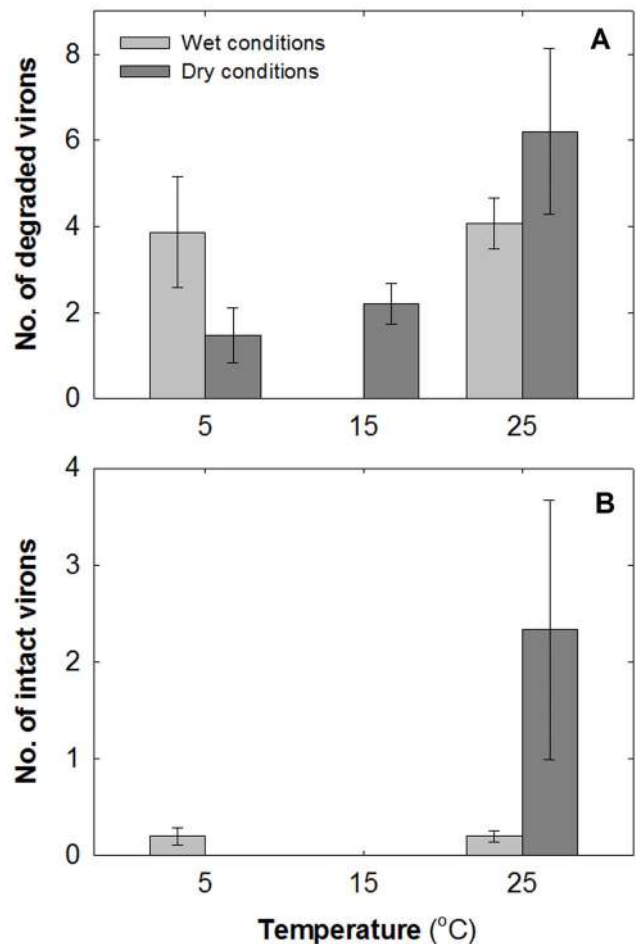 No. of degraded virons
8
6
4
2
0
Wet conditions
Dry conditions
A
5 15 25
No. of intact virons
4
3
2
1
0
B
5 15 25
Temperature (°C)